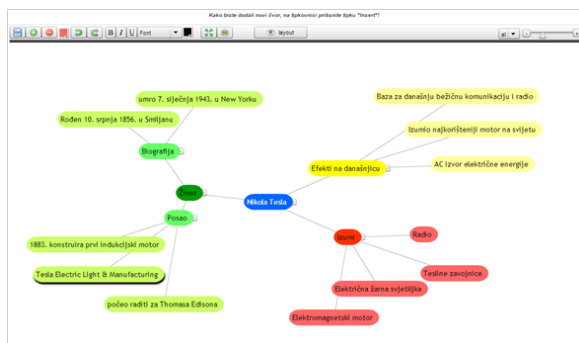 Kako biste dodali novi čvor, na tipkovnici pritisnite tipku "Insert"!
B I U Font layout all
umro 7. siječnja 1943. u New Yorku
Rođen 10. srpnja 1856. u Smiljanu
Biografija
Život
Posao
1883. konstruira prvi indukcijski motor
Tesla Electric Light & Manufacturing
počeo raditi za Thomasa Edisona
Nikola Tesla
Baza za današnju bežičnu komunikaciju i radio
Izumio najkorišteniji motor na svijetu
Efekti na današnjicu
AC izvor električne energije
Izumi
Radio
Tesline zavojnice
Električna žarna svjetiljka
Elektromagnetski motor